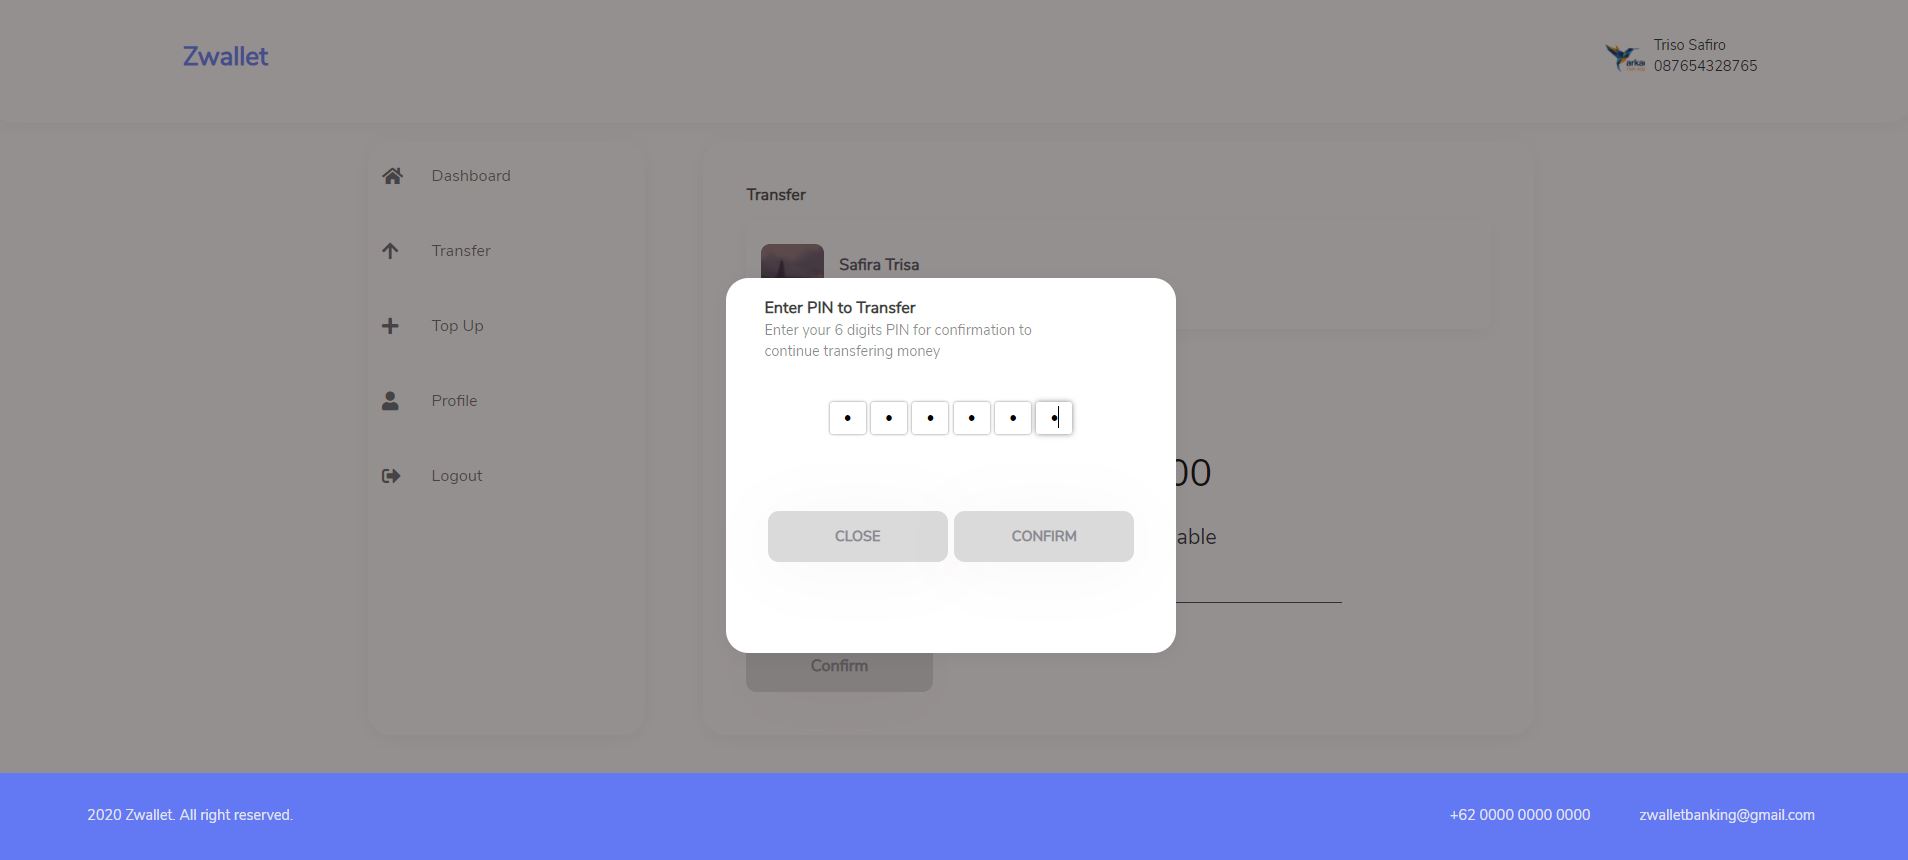 Zwallet
Triso Safiro
087654328765
Dashboard
Transfer
Top Up
Profile
Logout
Transfer
Safira Trisa
Enter PIN to Transfer
Enter your 6 digits PIN for confirmation to
continue transfering money
00
able
CLOSE
CONFIRM
Confirm
2020 Zwallet. All right reserved.
+62 0000 0000 0000
zwalletbanking@gmail.com